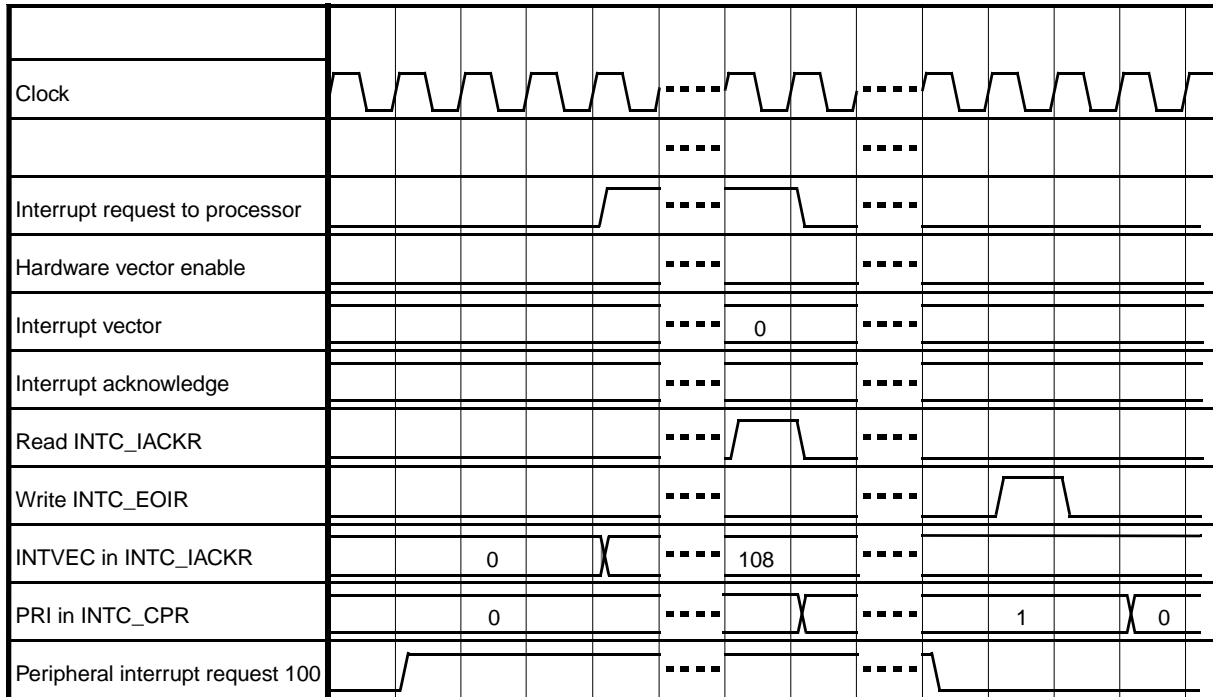 Clock
Interrupt request to processor
Hardware vector enable
Interrupt vector
0
Interrupt acknowledge
Read INTC_IACKR
Write INTC_EOIR
INTVEC in INTC_IACKR
0
108
PRI in INTC_CPR
0
1
0
Peripheral interrupt request 100